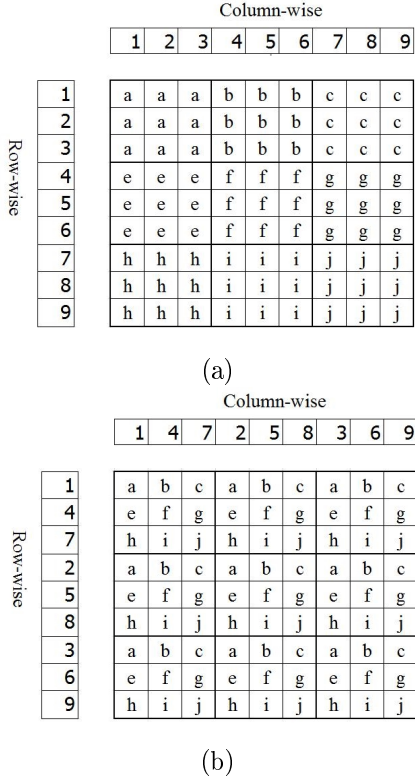 Column-wise
1 2 3 4 5 6 7 8 9
Row-wise
1 a a a b b b c c c
2 a a a b b b c c c
3 a a a b b b c c c
4 e e e f f f g g g
5 e e e f f f g g g
6 e e e f f f g g g
7 h h h i i i j j j
8 h h h i i i j j j
9 h h h i i i j j j
(a)
Column-wise
1 4 7 2 5 8 3 6 9
Row-wise
1 a b c a b c a b c
4 e f g e f g e f g
7 h i j h i j h i j
2 a b c a b c a b c
5 e f g e f g e f g
8 h i j h i j h i j
3 a b c a b c a b c
6 e f g e f g e f g
9 h i j h i j h i j
(b)